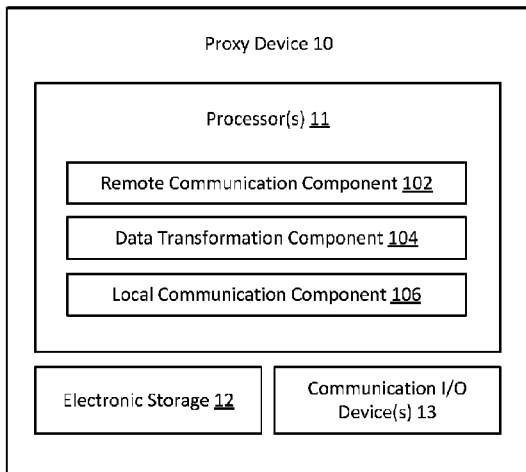 Proxy Device 10
Processor(s) 11
Remote Communication Component 102
Data Transformation Component 104
Local Communication Component 106
Electronic Storage 12
Communication I/O
Device(s) 13